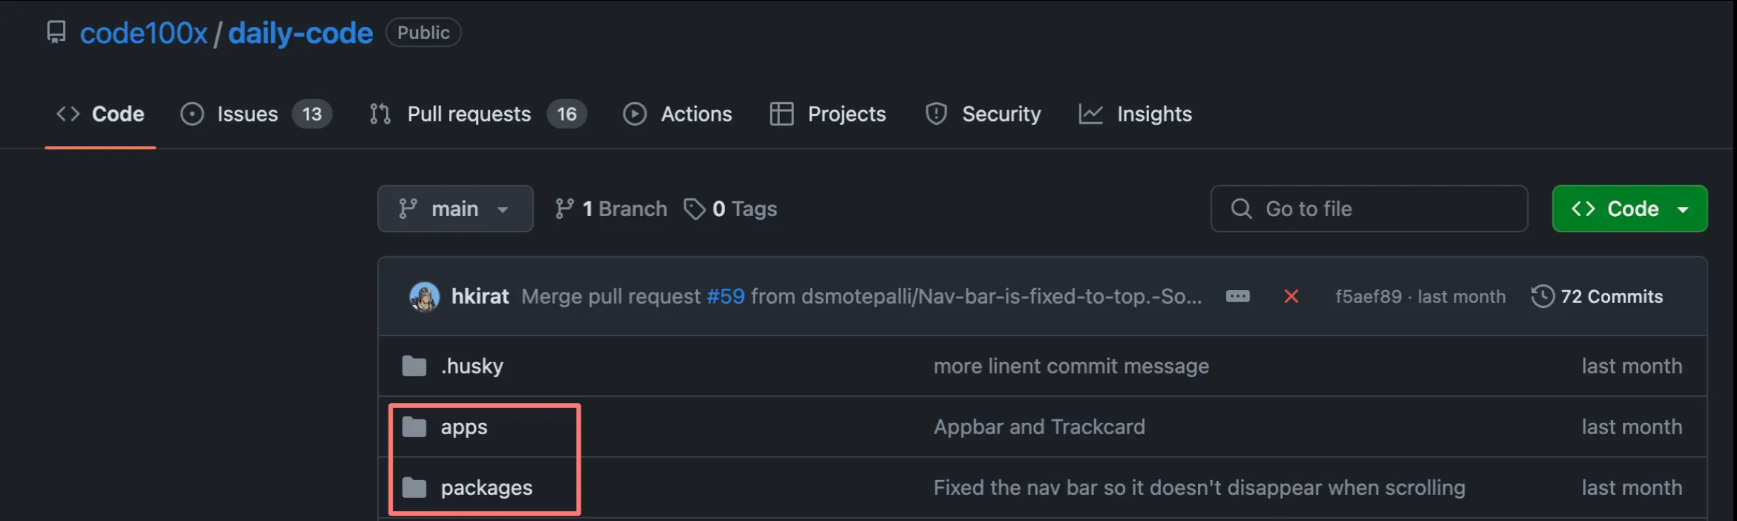 code100x/daily-code Public
Code Issues 13 Pull requests 16 Actions Projects Security Insights
main 1 Branch 0 Tags Go to file Code
hkirat Merge pull request #59 from dsmotepalli/Nav-bar-is-fixed-to-top.-So... f5aef89 · last month 72 Commits
.husky more linent commit message last month
apps Appbar and Trackcard last month
packages Fixed the nav bar so it doesn't disappear when scrolling last month